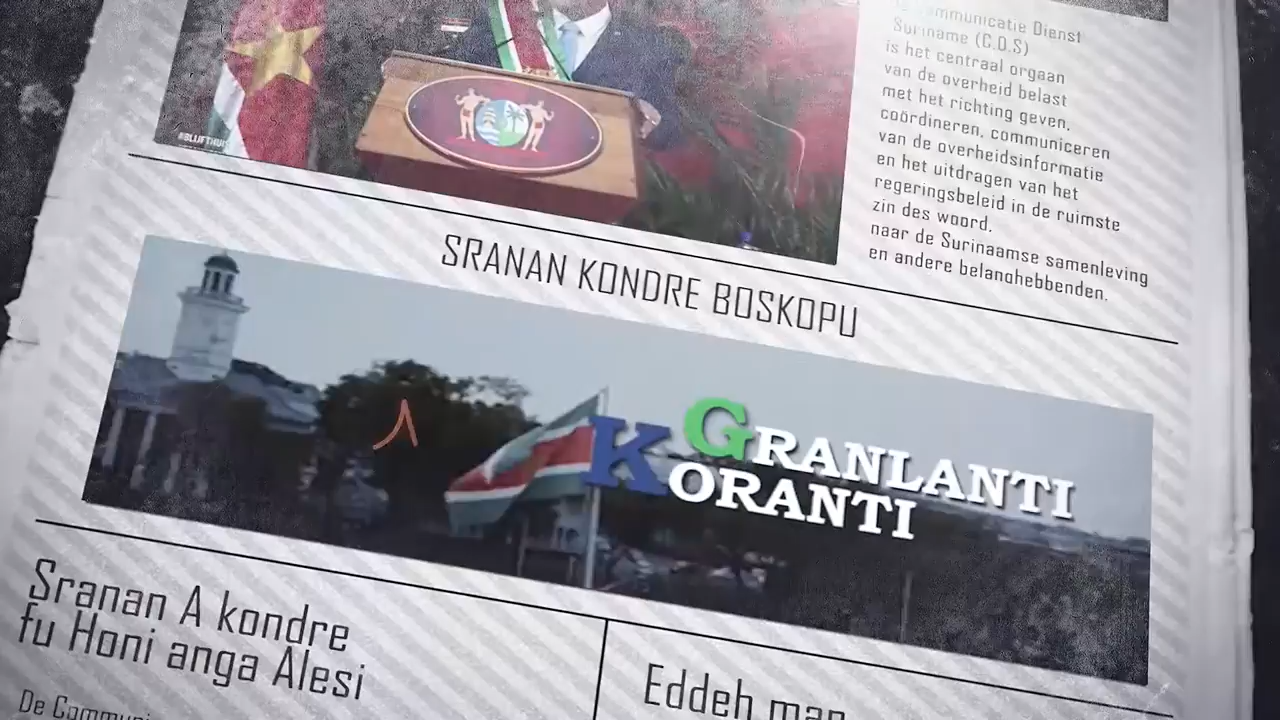 Communicatie Dienst
Suriname (C.D.S)
is het centraal orgaan
van de overheid belast
met het richting geven,
coördineren, communiceren
van de overheidsinformatie
en het uitdragen van het
regeringsbeleid in de ruimste
zin des woord,
naar de Surinaamse samenleving
en andere belanghebbenden.
SRANAN KONDRE BOSKOPU
GRANLANTI
KORANTI
Sranan A kondre
fu Honi anga Alesi
De
Eddeh man